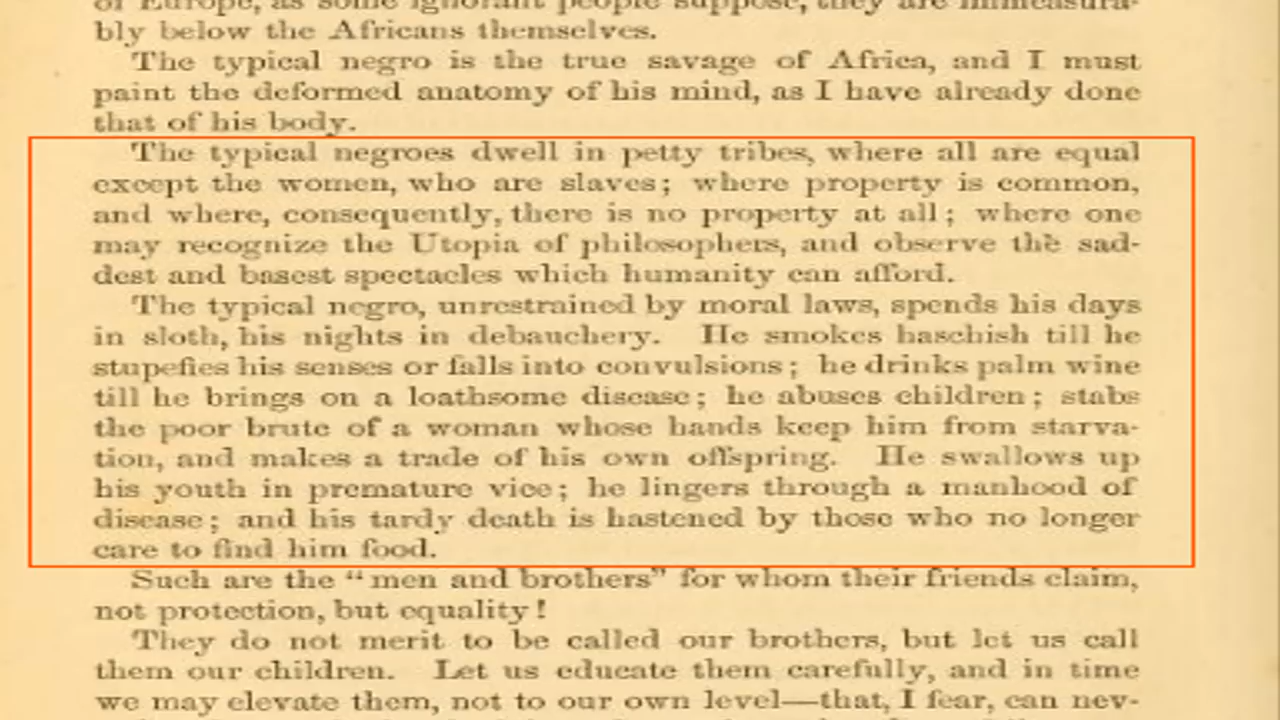 of Europe, as some ignorant people suppose, they are immeasura-
bly below the Africans themselves.
The typical negro is the true savage of Africa, and I must
paint the deformed anatomy of his mind, as I have already done
that of his body.
The typical negroes dwell in petty tribes, where all are equal
except the women, who are slaves; where property is common,
and where, consequently, there is no property at all; where one
may recognize the Utopia of philosophers, and observe the sad-
dest and basest spectacles which humanity can afford.
The typical negro, unrestrained by moral laws, spends his days
in sloth, his nights in debauchery. He smokes haschish till he
stupefies his senses or falls into convulsions; he drinks palm wine
till he brings on a loathsome disease; he abuses children; stabs
the poor brute of a woman whose hands keep him from starva-
tion, and makes a trade of his own offspring. He swallows up
his youth in premature vice; he lingers through a manhood of
disease; and his tardy death is hastened by those who no longer
care to find him food.
Such are the "men and brothers" for whom their friends claim,
not protection, but equality!
They do not merit to be called our brothers, but let us call
them our children. Let us educate them carefully, and in time
we may elevate them, not to our own level—that, I fear, can nev-